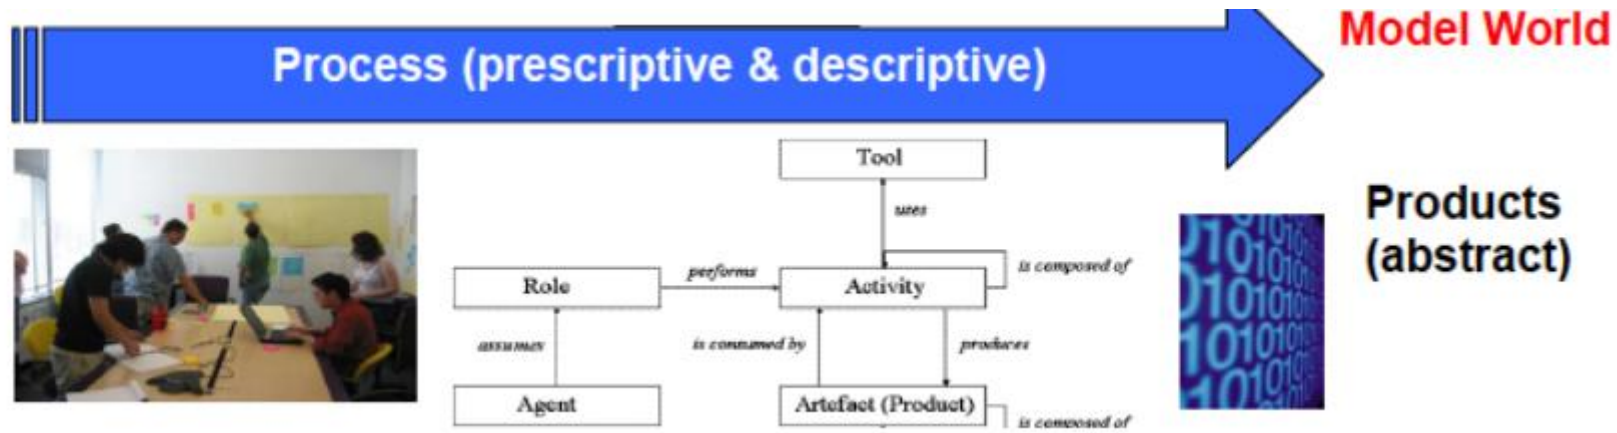 Process (prescriptive & descriptive)
Model World
Products
(abstract)
Tool
uses
is composed of
Role
performs
Activity
assumes
is consumed by
produces
Agent
Artefact (Product)
is composed of